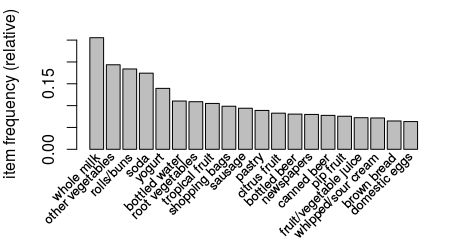 item frequency (relative)
0.15
0.00
whole milk
other vegetables
rolls/buns
soda
yogurt
bottled water
root vegetables
tropical fruit
shopping bags
sausage
pastry
citrus fruit
bottled beer
newspapers
canned beer
pip fruit
fruit/vegetable juice
whipped/sour cream
brown bread
domestic eggs